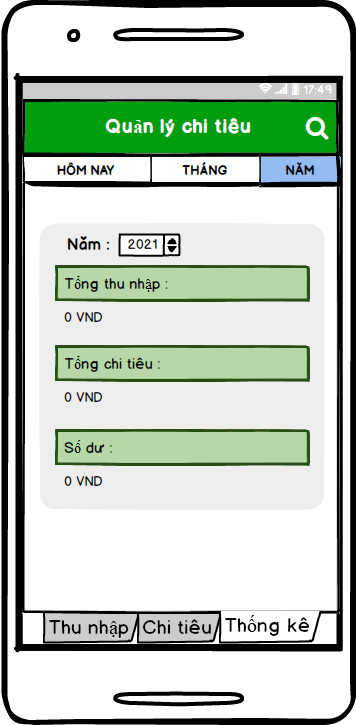 17:49
Quản lý chi tiêu
HÔM NAY THÁNG NĂM
Năm : 2021
Tổng thu nhập :
0 VND
Tổng chi tiêu :
0 VND
Số dư :
0 VND
Thu nhập Chi tiêu Thống kê